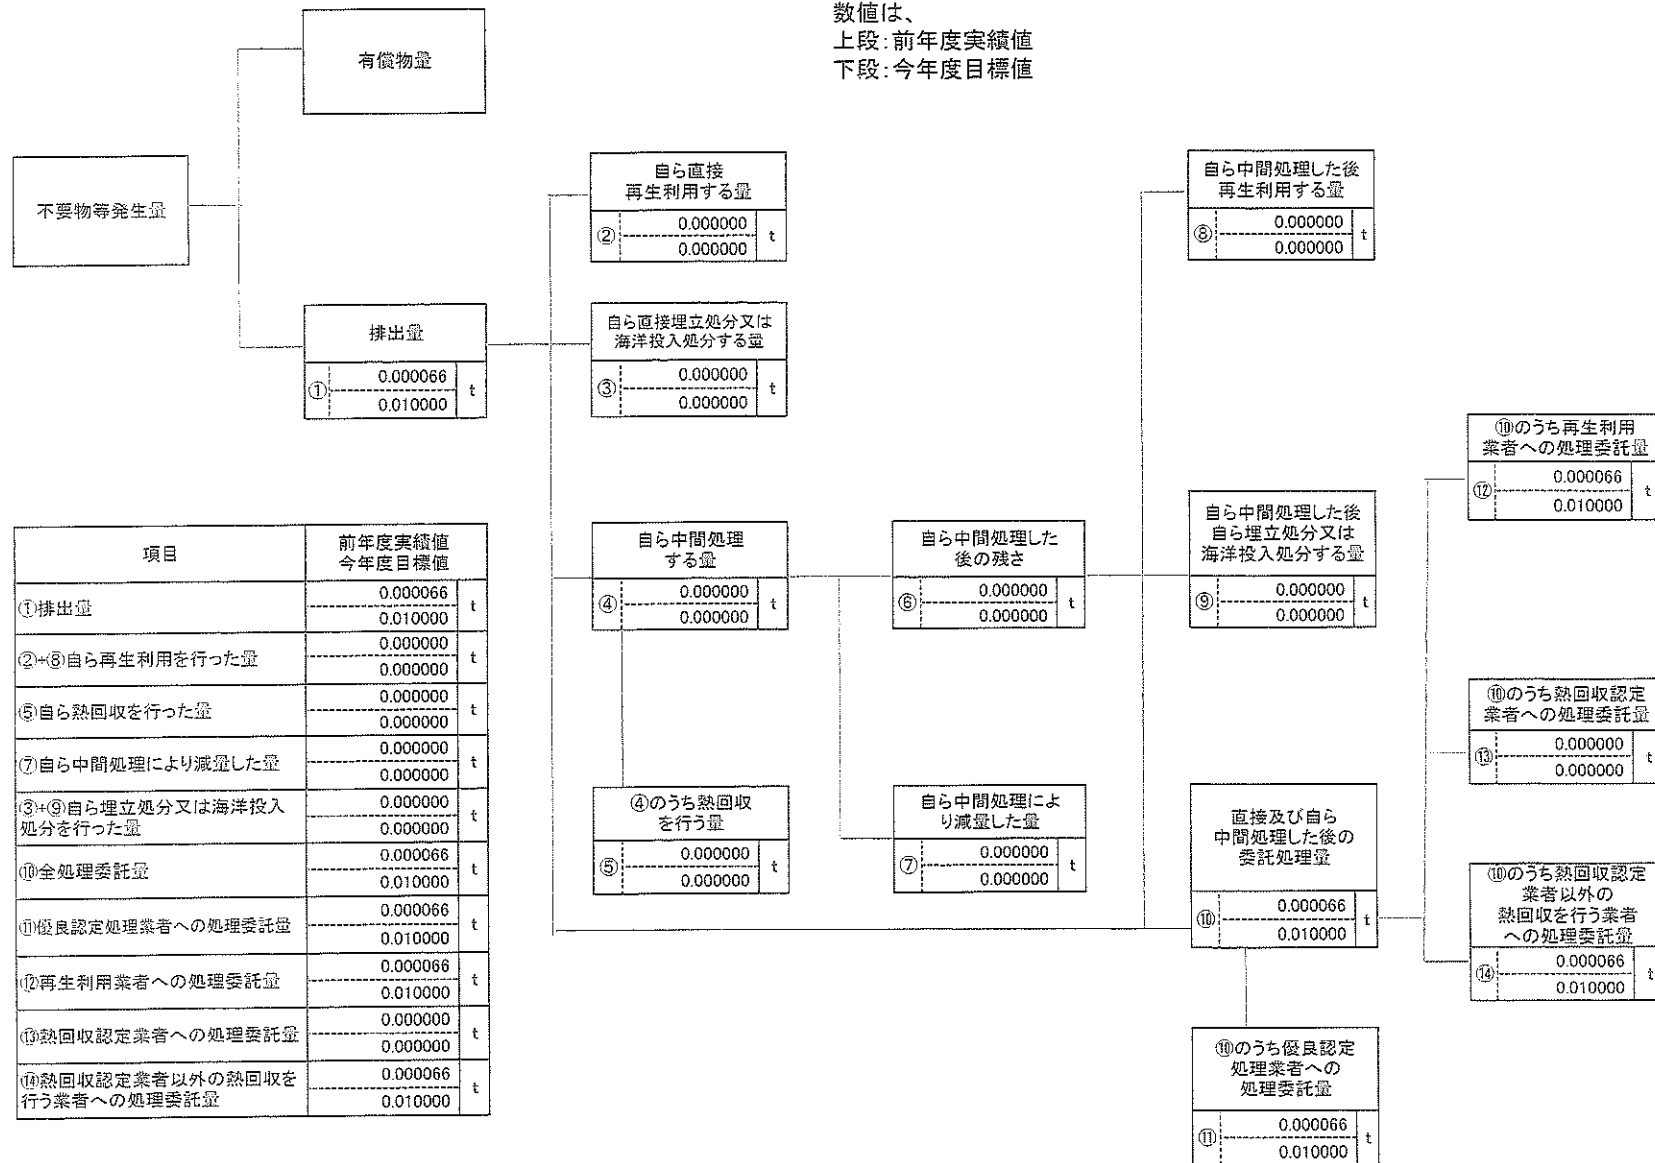 数値は、
上段:前年度実績値
下段:今年度目標値
有償物量
不要物等発生量
排出量
① 0.000066 t
0.010000
自ら直接
再生利用する量
② 0.000000 t
0.000000
自ら直接埋立処分又は
海洋投入処分する量
③ 0.000000 t
0.000000
自ら中間処理
する量
④ 0.000000 t
0.000000
④のうち熱回収
を行う量
⑤ 0.000000 t
0.000000
自ら中間処理した
後の残さ
⑥ 0.000000 t
0.000000
自ら中間処理によ
り減量した量
⑦ 0.000000 t
0.000000
自ら中間処理した後
再生利用する量
⑧ 0.000000 t
0.000000
自ら中間処理した後
自ら埋立処分又は
海洋投入処分する量
⑨ 0.000000 t
0.000000
直接及び自ら
中間処理した後の
委託処理量
⑩ 0.000066 t
0.010000
⑩のうち優良認定
処理業者への
処理委託量
⑪ 0.000066 t
0.010000
⑩のうち再生利用
業者への処理委託量
⑫ 0.000066 t
0.010000
⑩のうち熱回収認定
業者への処理委託量
⑬ 0.000000 t
0.000000
⑩のうち熱回収認定
業者以外の
熱回収を行う業者
への処理委託量
⑭ 0.000066 t
0.010000
項目 前年度実績値
今年度目標値
①排出量 0.000066 t
0.010000
②+⑧自ら再生利用を行った量 0.000000 t
0.000000
⑤自ら熱回収を行った量 0.000000 t
0.000000
⑦自ら中間処理により減量した量 0.000000 t
0.000000
③+⑨自ら埋立処分又は海洋投入
処分を行った量 0.000000 t
0.000000
⑩全処理委託量 0.000066 t
0.010000
⑪優良認定処理業者への処理委託量 0.000066 t
0.010000
⑫再生利用業者への処理委託量 0.000066 t
0.010000
⑬熱回収認定業者への処理委託量 0.000000 t
0.000000
⑭熱回収認定業者以外の熱回収を
行う業者への処理委託量 0.000066 t
0.010000